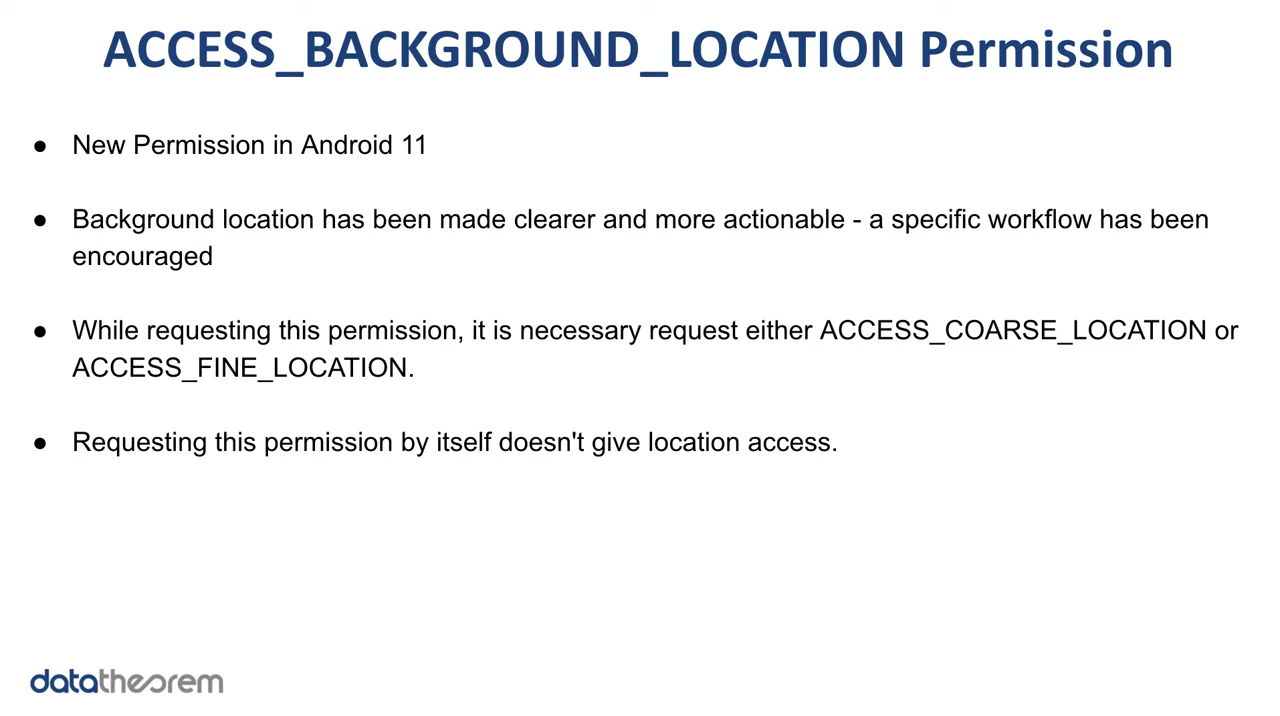 ACCESS_BACKGROUND_LOCATION Permission
● New Permission in Android 11
● Background location has been made clearer and more actionable - a specific workflow has been
encouraged
● While requesting this permission, it is necessary request either ACCESS_COARSE_LOCATION or
ACCESS_FINE_LOCATION.
● Requesting this permission by itself doesn't give location access.
datatheorem